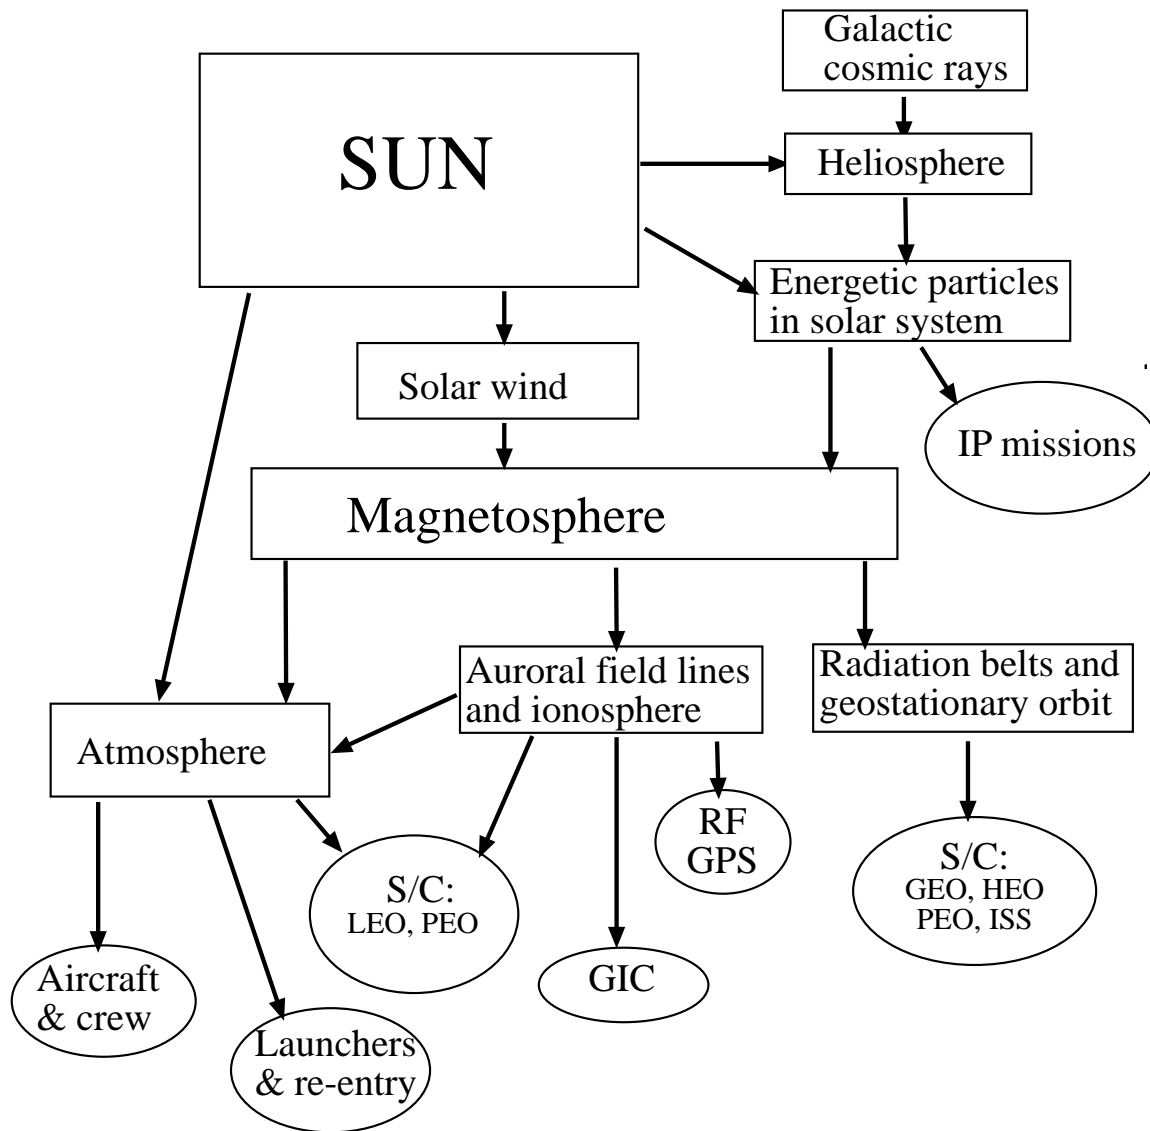 Galactic
cosmic rays
SUN
Heliosphere
Energetic particles
in solar system
Solar wind
IP missions
Magnetosphere
Auroral field lines
and ionosphere
Radiation belts and
geostationary orbit
Atmosphere
RF
GPS
S/C:
LEO, PEO
S/C:
GEO, HEO
PEO, ISS
Aircraft
& crew
GIC
Launchers
& re-entry